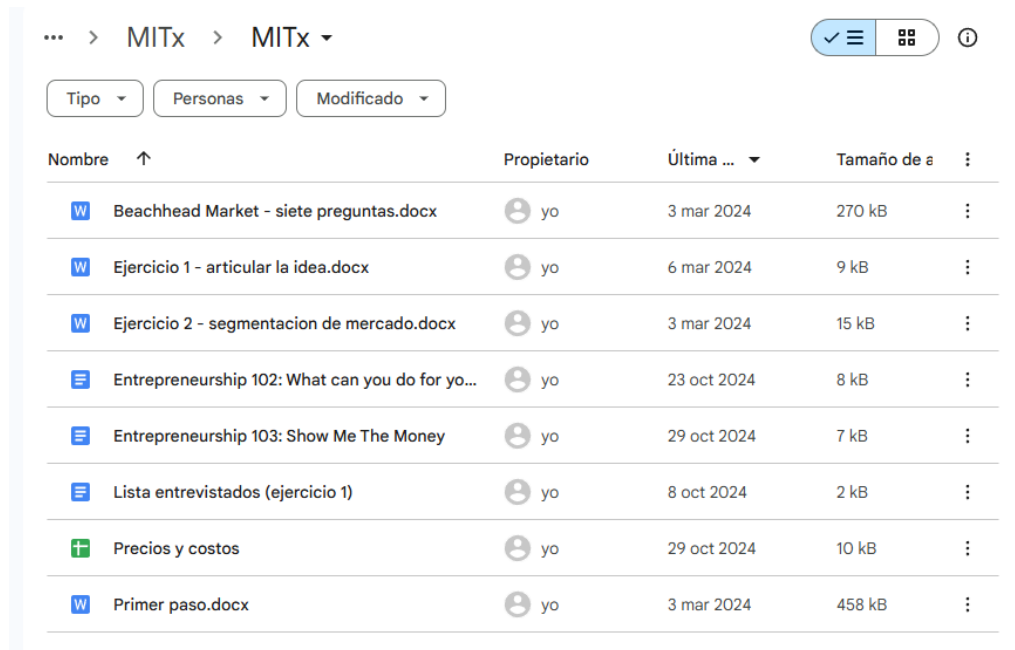 ... > MITx > MITx
Tipo Personas Modificado
Nombre Propietario Última ... Tamaño de a
W Beachhead Market - siete preguntas.docx yo 3 mar 2024 270 kB
W Ejercicio 1 - articular la idea.docx yo 6 mar 2024 9 kB
W Ejercicio 2 - segmentacion de mercado.docx yo 3 mar 2024 15 kB
Entrepreneurship 102: What can you do for yo... yo 23 oct 2024 8 kB
Entrepreneurship 103: Show Me The Money yo 29 oct 2024 7 kB
Lista entrevistados (ejercicio 1) yo 8 oct 2024 2 kB
Precios y costos yo 29 oct 2024 10 kB
W Primer paso.docx yo 3 mar 2024 458 kB